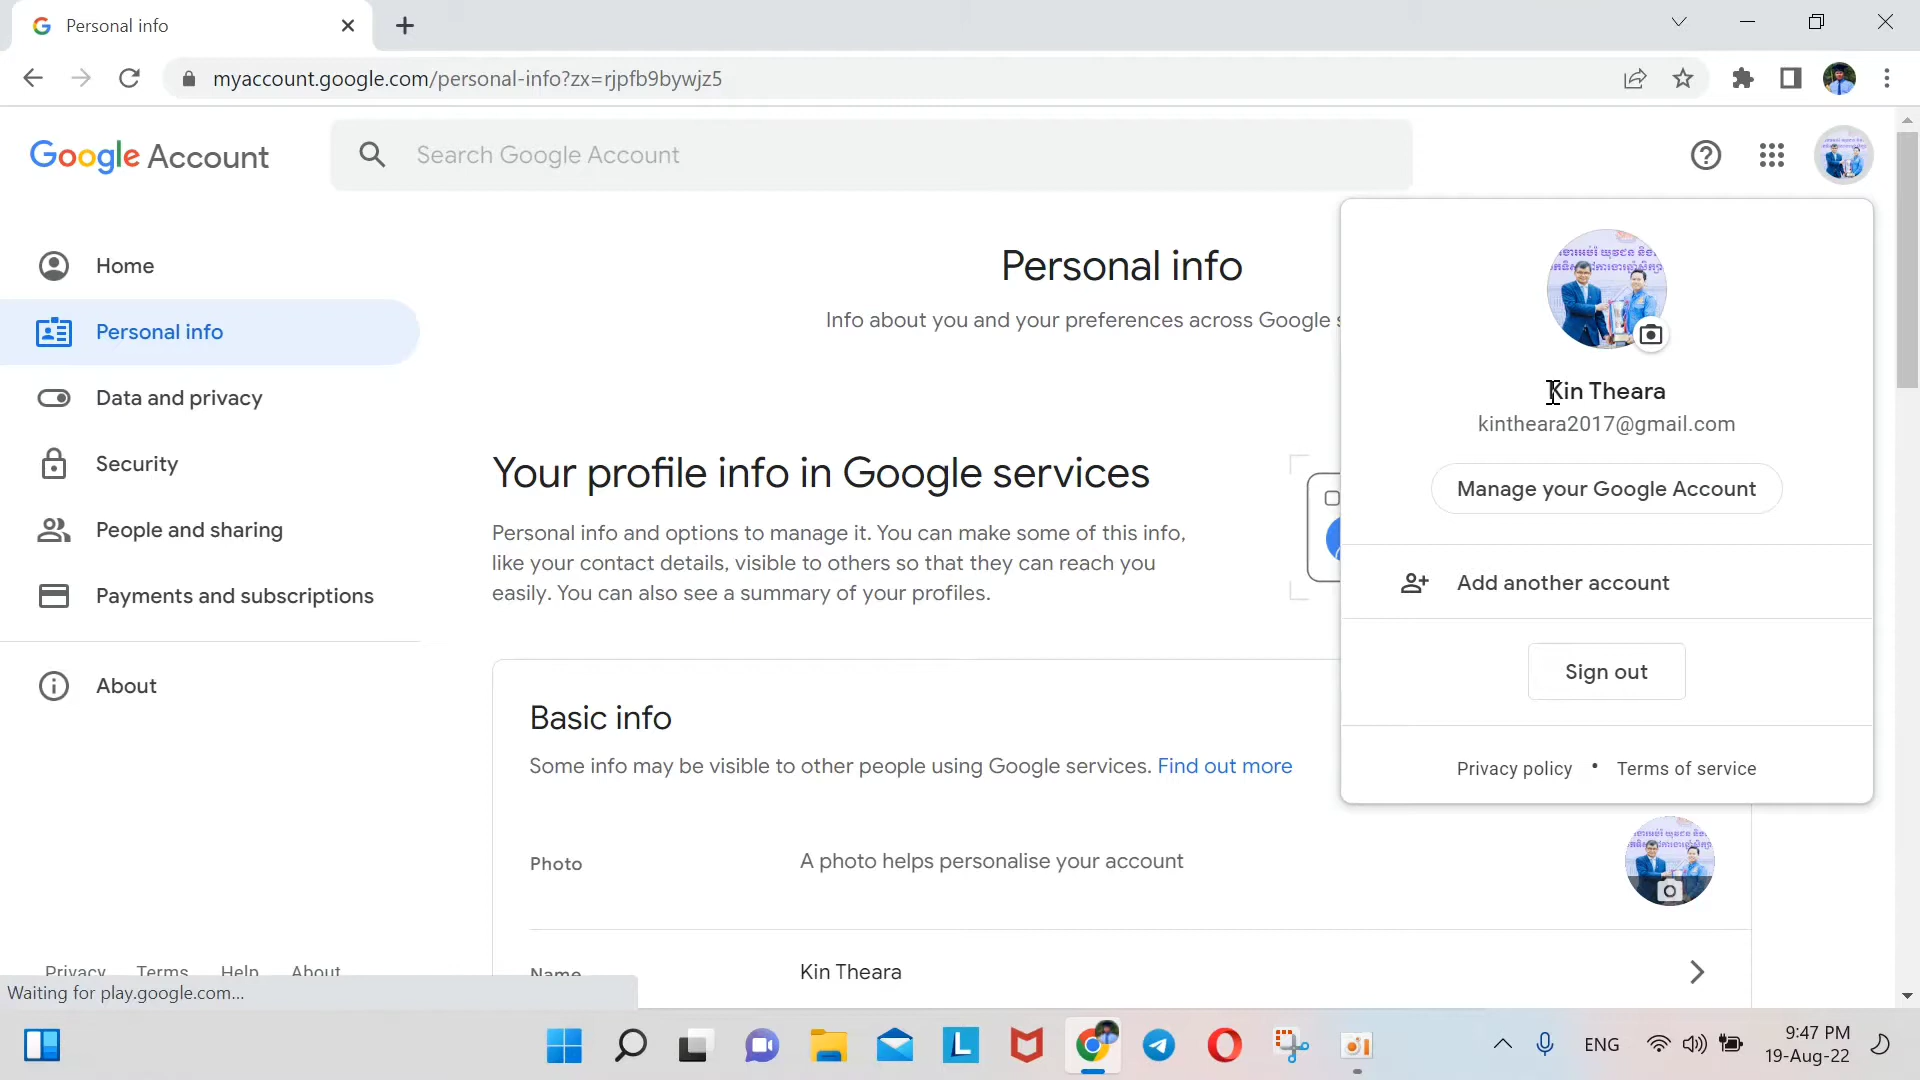 Personal info
myaccount.google.com/personal-info?zx=rjpfb9bywjz5
Google Account
Search Google Account
Home
Personal info
Data and privacy
Security
People and sharing
Payments and subscriptions
About
Privacy Terms Help About
Waiting for play.google.com...
Personal info
Info about you and your preferences across Google s
Your profile info in Google services
Personal info and options to manage it. You can make some of this info,
like your contact details, visible to others so that they can reach you
easily. You can also see a summary of your profiles.
Basic info
Some info may be visible to other people using Google services. Find out more
Photo
A photo helps personalise your account
Name
Kin Theara
Kin Theara
kintheara2017@gmail.com
Manage your Google Account
Add another account
Sign out
Privacy policy • Terms of service
ENG
9:47 PM
19-Aug-22